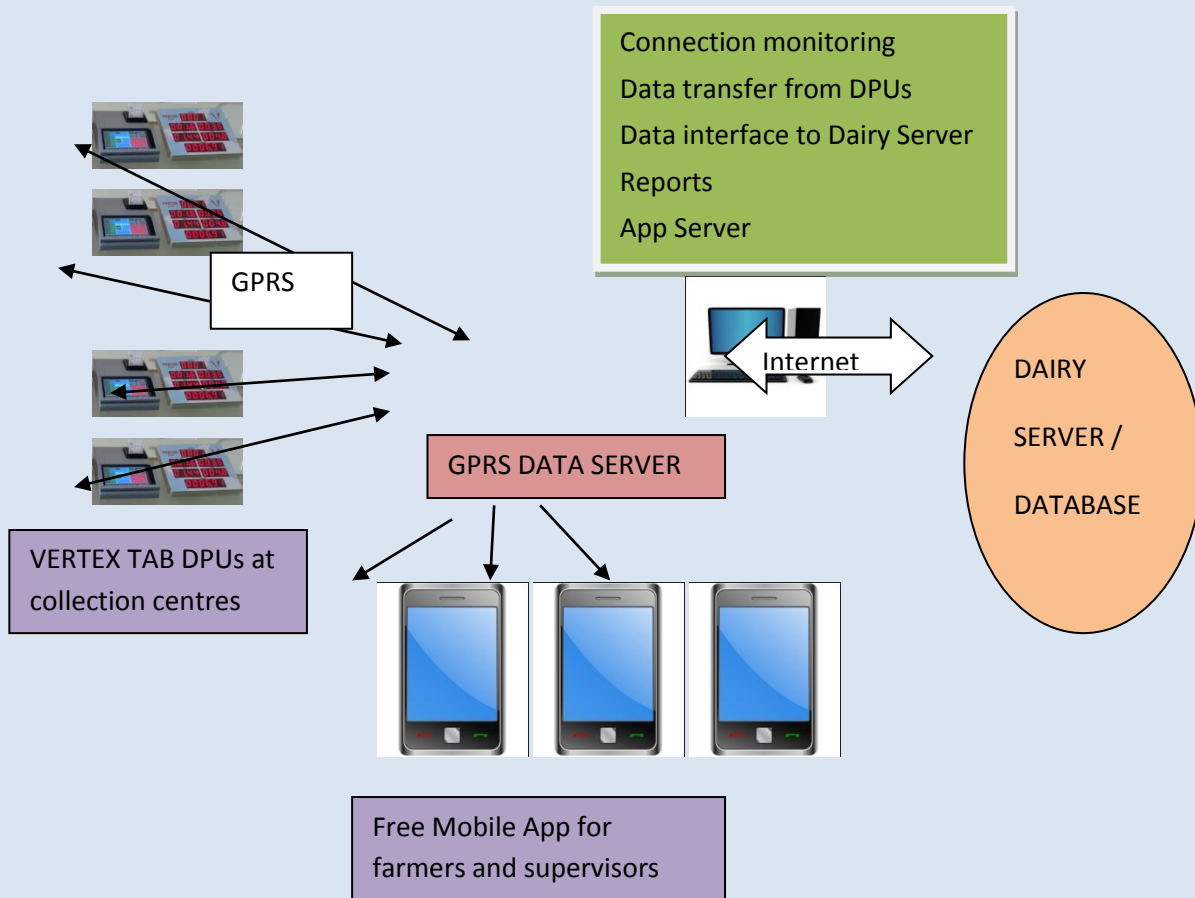 Connection monitoring
Data transfer from DPUs
Data interface to Dairy Server
Reports
App Server
GPRS
Internet
DAIRY
SERVER /
DATABASE
GPRS DATA SERVER
VERTEX TAB DPUs at
collection centres
Free Mobile App for
farmers and supervisors